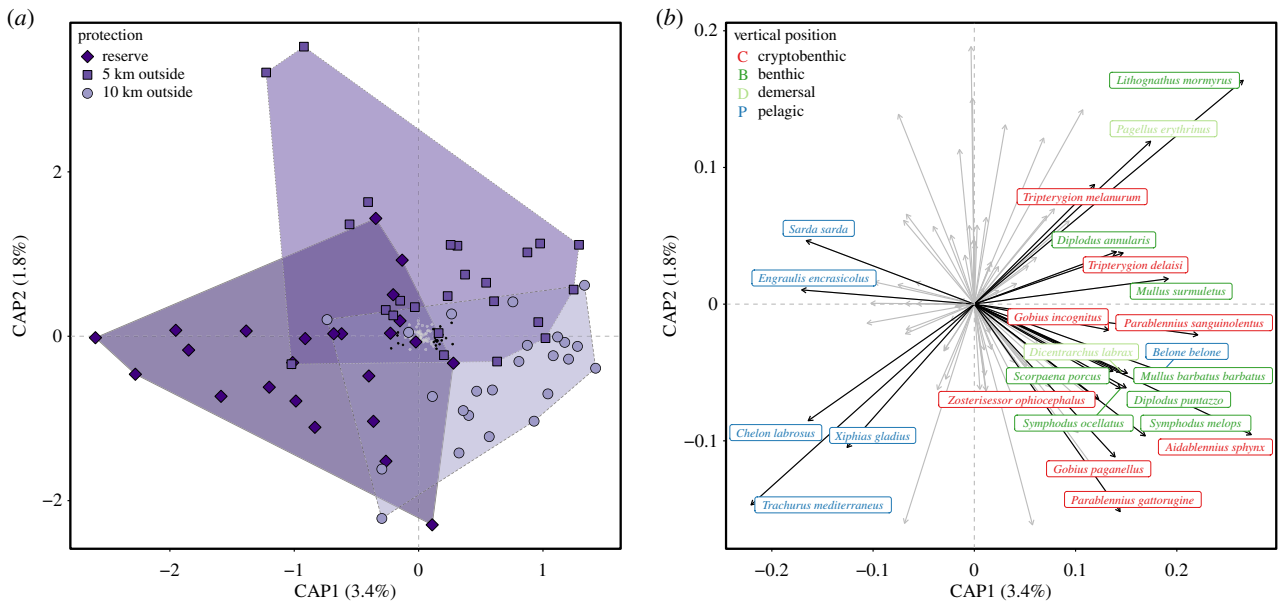 (a)
protection
reserve
5 km outside
10 km outside
2
0
−2
CAP2 (1.8%)
−2
−1
0
1
CAP1 (3.4%)
(b)
vertical position
C cryptobenthic
B benthic
D demersal
P pelagic
0.2
0.1
0
−0.1
CAP2 (1.8%)
Lithognathus mormyrus
Pagellus erythrinus
Tripterygion melanurum
Sarda sarda
Diplodus annularis
Tripterygion delaisi
Engraulis encrasicolus
Mullus surmuletus
Gobius incognitus
Parablennius sanguinolentus
Dicentrarchus labrax
Belone belone
Scorpaena porcus
Mullus barbatus barbatus
Zosterisessor ophiocephalus
Diplodus puntazzo
Symphodus ocellatus
Symphodus melops
Chelon labrosus
Xiphias gladius
Aidablennius sphynx
Gobius paganellus
Trachurus mediterraneus
Parablennius gattorugine
−0.2
−0.1
0
0.1
0.2
CAP1 (3.4%)